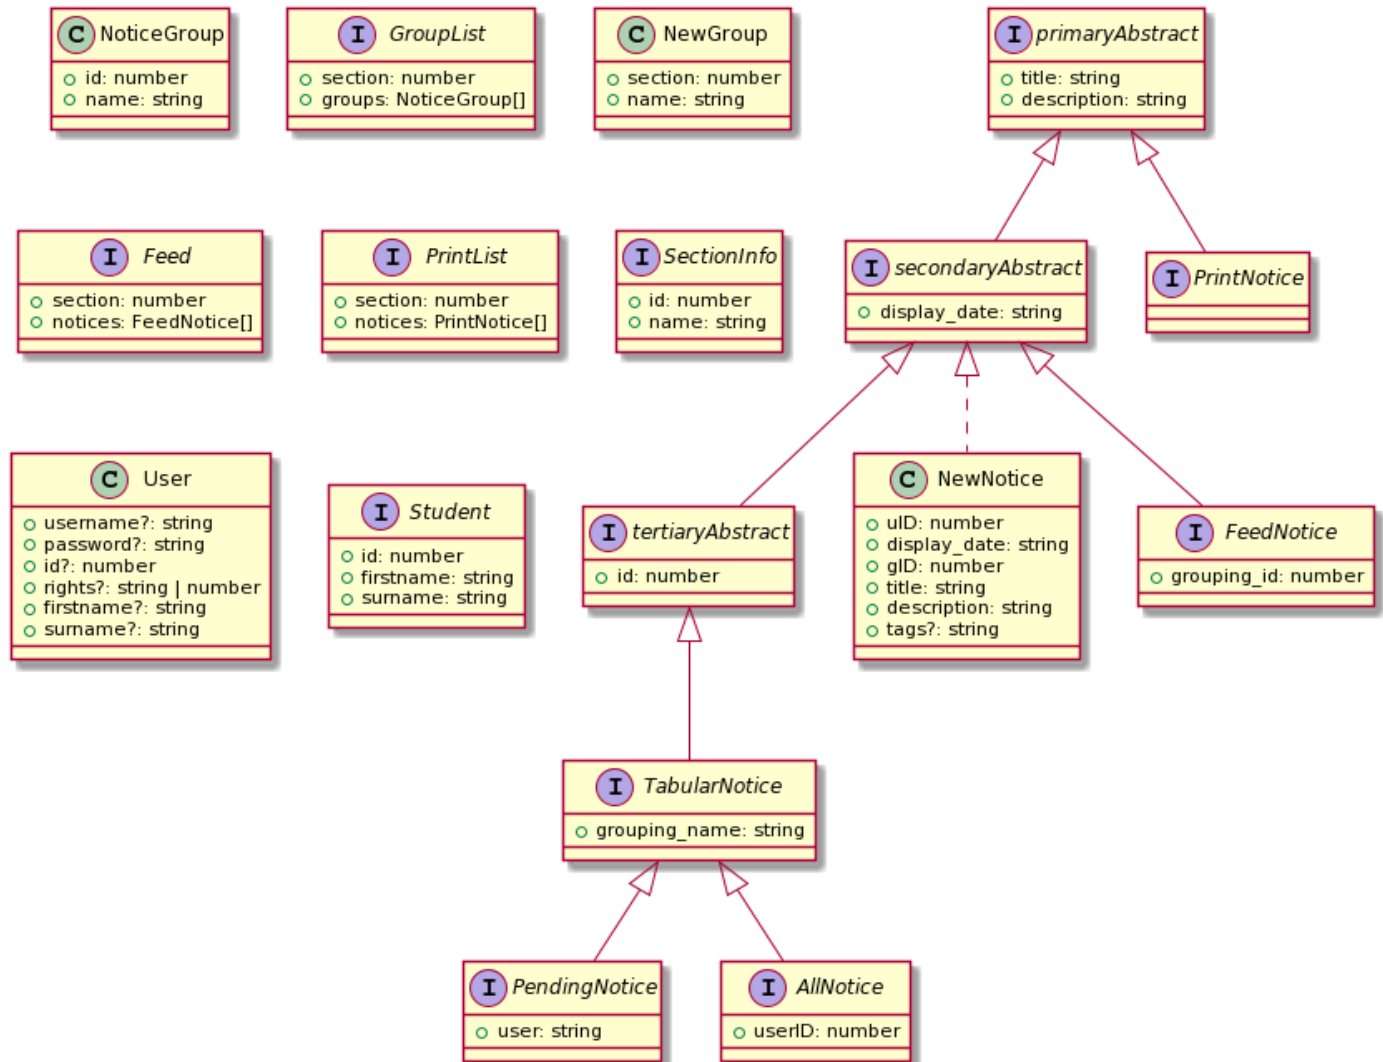 C NoticeGroup
id: number
name: string
I GroupList
section: number
groups: NoticeGroup[]
C NewGroup
section: number
name: string
I primaryAbstract
title: string
description: string
I Feed
section: number
notices: FeedNotice[]
I PrintList
section: number
notices: PrintNotice[]
I SectionInfo
id: number
name: string
I secondaryAbstract
display_date: string
I PrintNotice
C User
username?: string
password?: string
id?: number
rights?: string | number
firstname?: string
surname?: string
I Student
id: number
firstname: string
surname: string
I tertiaryAbstract
id: number
C NewNotice
uID: number
display_date: string
gID: number
title: string
description: string
tags?: string
I FeedNotice
grouping_id: number
I TabularNotice
grouping_name: string
I PendingNotice
user: string
I AllNotice
userID: number